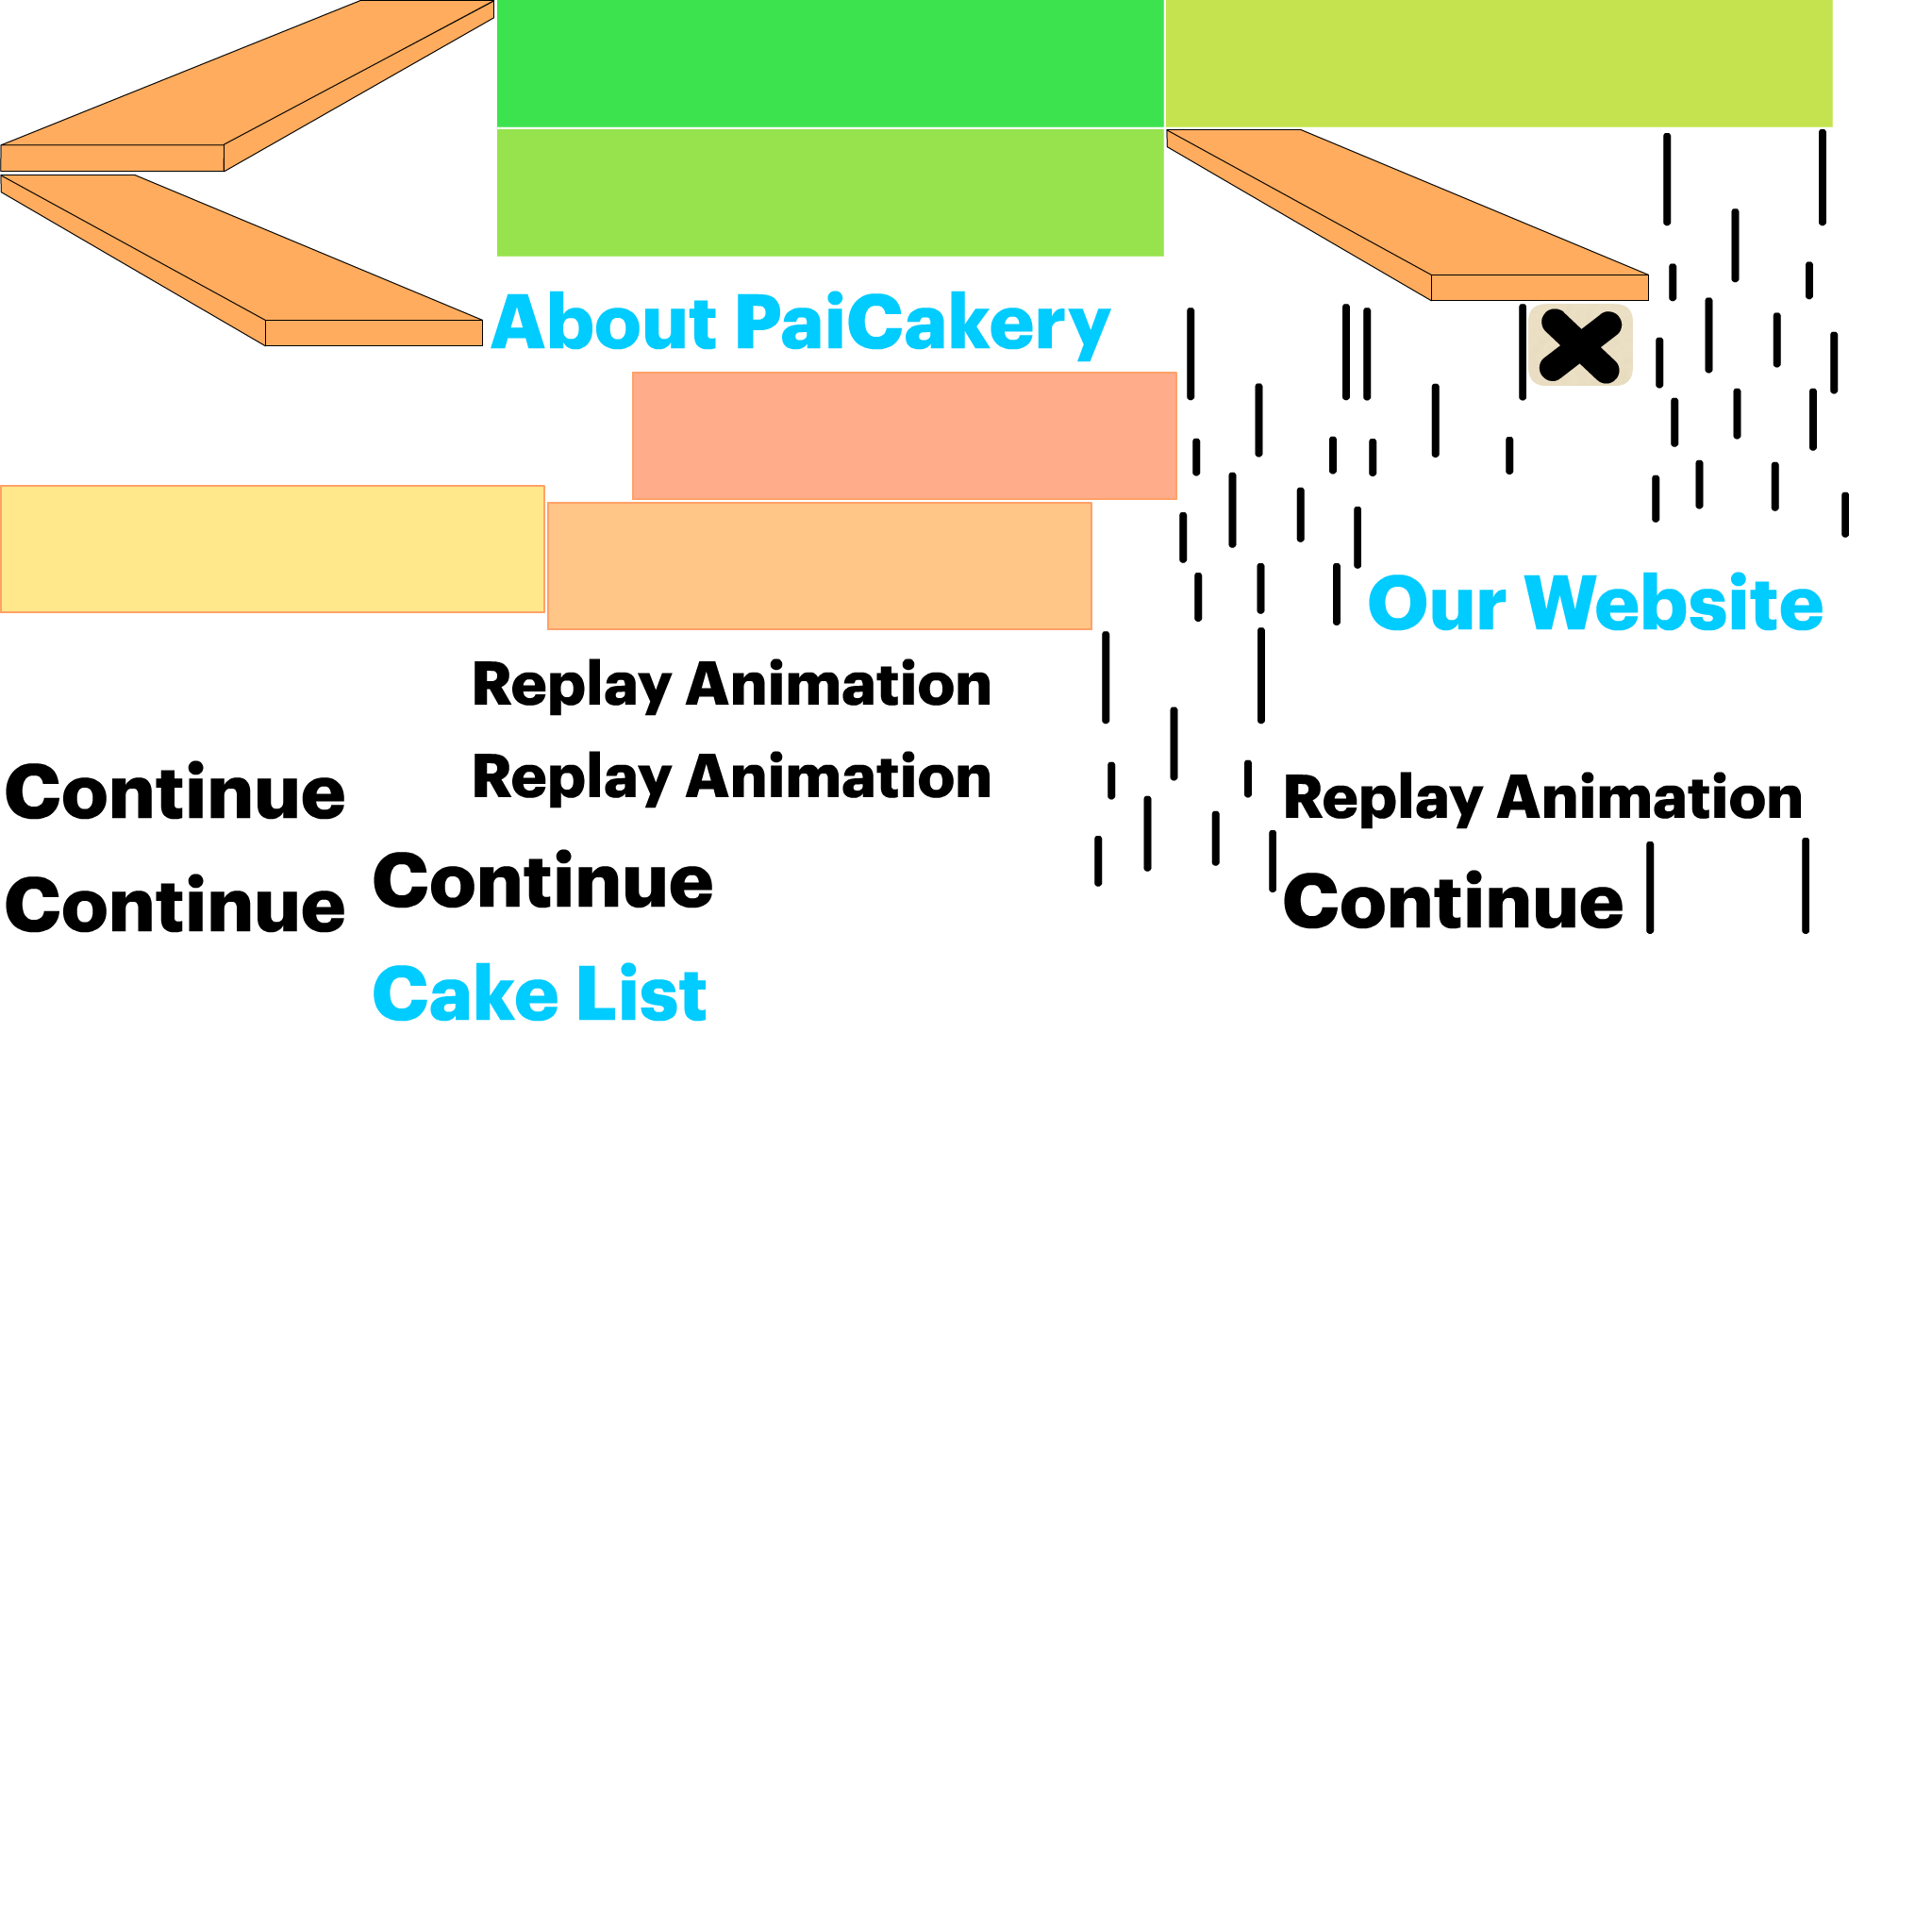 About PaiCakery
Our Website
Replay Animation
Replay Animation
Continue
Replay Animation
Continue
Continue
Continue
Cake List